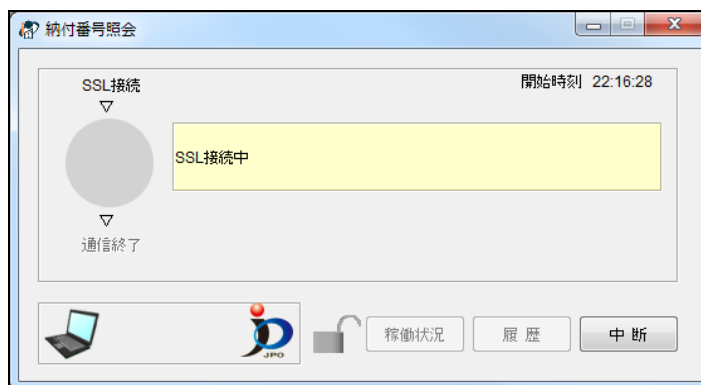 納付番号照会
SSL接続
開始時刻 22:16:28
▽
SSL接続中
▽
通信終了
JPO
稼働状況
履歴
中断